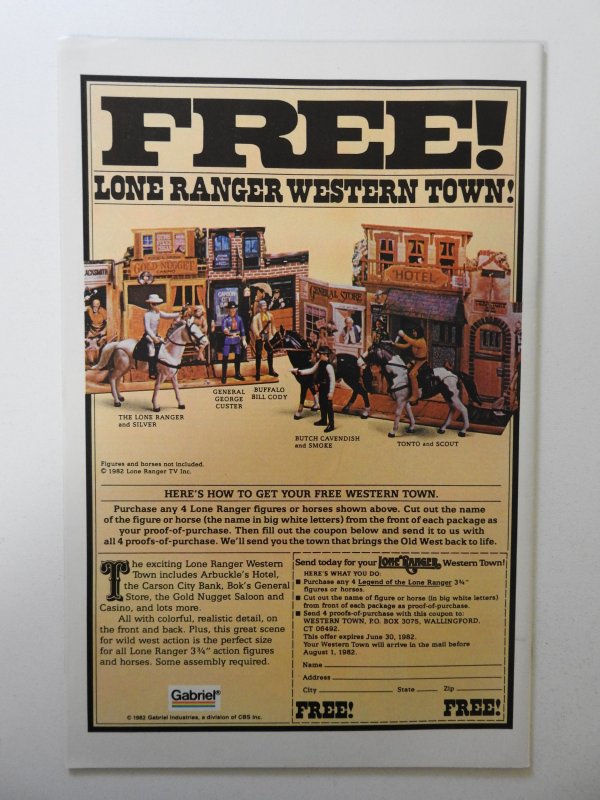 FREE!
LONE RANGER WESTERN TOWN!
BLACKSMITH
GOLD NUGGET
CARSON CITY
GENERAL STORE
HOTEL
THE LONE RANGER
and SILVER
GENERAL
GEORGE
CUSTER
BUFFALO
BILL CODY
BUTCH CAVENDISH
and SMOKE
TONTO and SCOUT
Figures and horses not included.
© 1982 Lone Ranger TV Inc.
HERE'S HOW TO GET YOUR FREE WESTERN TOWN.
Purchase any 4 Lone Ranger figures or horses shown above. Cut out the name
of the figure or horse (the name in big white letters) from the front of each package as
your proof-of-purchase. Then fill out the coupon below and send it to us with
all 4 proofs-of-purchase. We'll send you the town that brings the Old West back to life.
The exciting Lone Ranger Western
Town includes Arbuckle's Hotel,
the Carson City Bank, Bok's General
Store, the Gold Nugget Saloon and
Casino, and lots more.
All with colorful, realistic detail, on
the front and back. Plus, this great scene
for wild west action is the perfect size
for all Lone Ranger 3¾" action figures
and horses. Some assembly required.
Gabriel®
© 1982 Gabriel Industries, a division of CBS Inc.
Send today for your LONE RANGER Western Town!
HERE'S WHAT YOU DO
■ Purchase any 4 Legend of the Lone Ranger 3¾"
figures or horses.
■ Cut out the name of figure or horse (in big white letters)
from front of each package as proof-of-purchase.
■ Send 4 proofs-of-purchase with this coupon to:
WESTERN TOWN, P.O. BOX 3075, WALLINGFORD,
CT 06492.
This offer expires June 30, 1982.
Your Western Town will arrive in the mail before
August 1, 1982.
Name
Address
City State Zip
FREE! FREE!